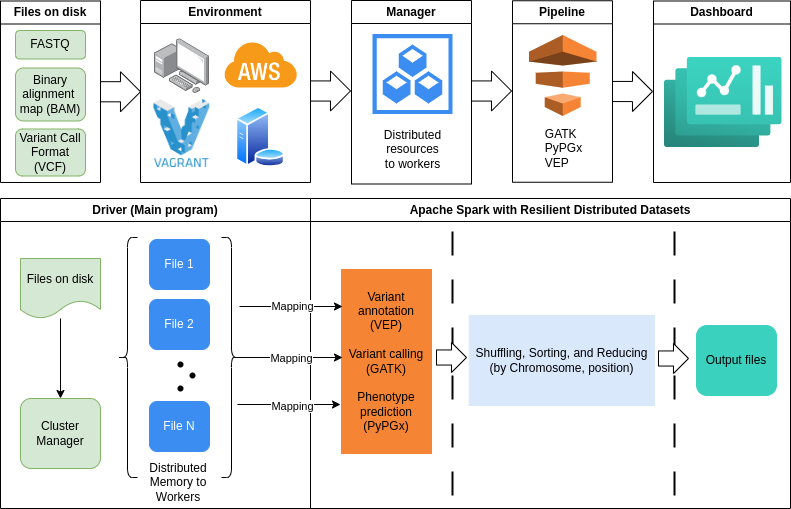 Files on disk
FASTQ
Binary
alignment
map (BAM)
Variant Call
Format
(VCF)
Environment
AWS
VAGRANT
Manager
Distributed
resources
to workers
Pipeline
GATK
PyPGx
VEP
Dashboard
Driver (Main program)
Files on disk
Cluster
Manager
File 1
File 2
File N
Distributed
Memory to
Workers
Mapping
Mapping
Mapping
Apache Spark with Resilient Distributed Datasets
Variant
annotation
(VEP)
Variant calling
(GATK)
Phenotype
prediction
(PyPGx)
Shuffling, Sorting, and Reducing
(by Chromosome, position)
Output files